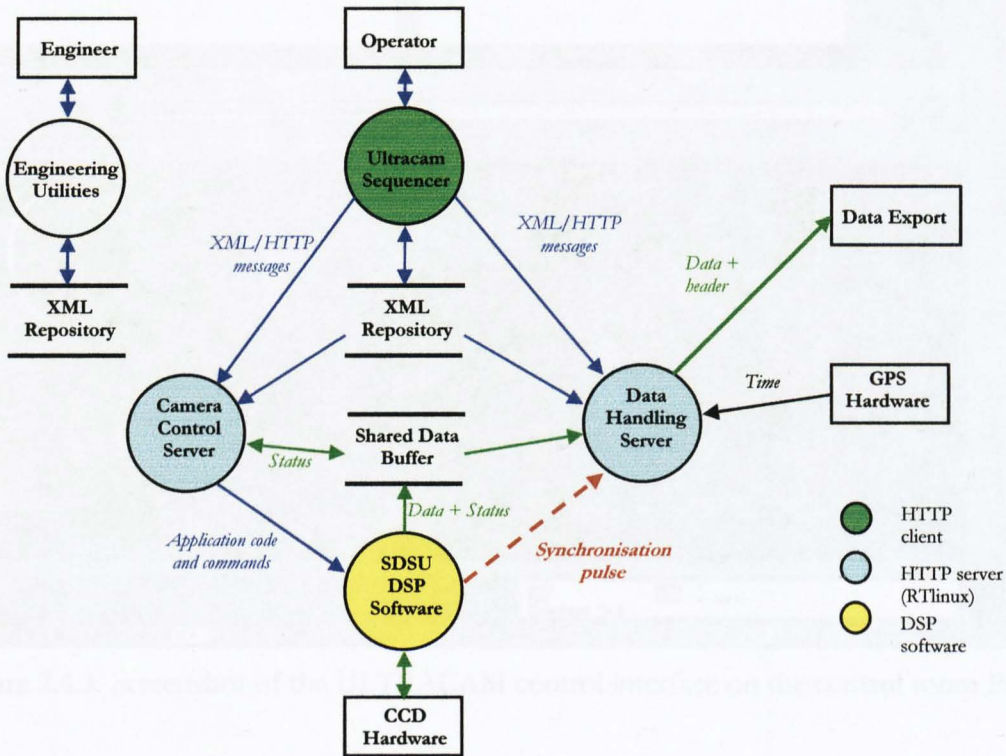 Engineer
Operator
Engineering
Utilities
Ultracam
Sequencer
XML/HTTP
messages
XML/HTTP
messages
Data Export
Data +
header
XML
Repository
XML
Repository
Time
GPS
Hardware
Camera
Control
Server
Data
Handling
Server
Shared Data
Buffer
Status
Data + Status
Application code
and commands
SDSU
DSP
Software
Synchronisation
pulse
HTTP
client
HTTP server
(RTlinux)
DSP
software
CCD
Hardware